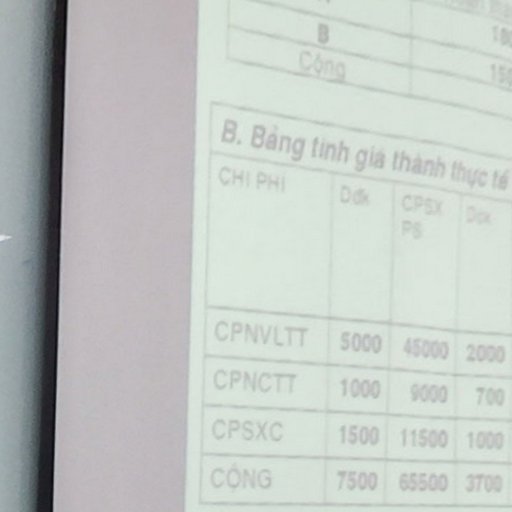 B
Cộng
B. Bảng tính giá thành thực tế
CHI PHÍ Ddk CPSX Dck
PS
CPNVLTT 5000 45000 2000
CPNCTT 1000 9000 700
CPSXC 1500 11500 1000
CỘNG 7500 65500 3700